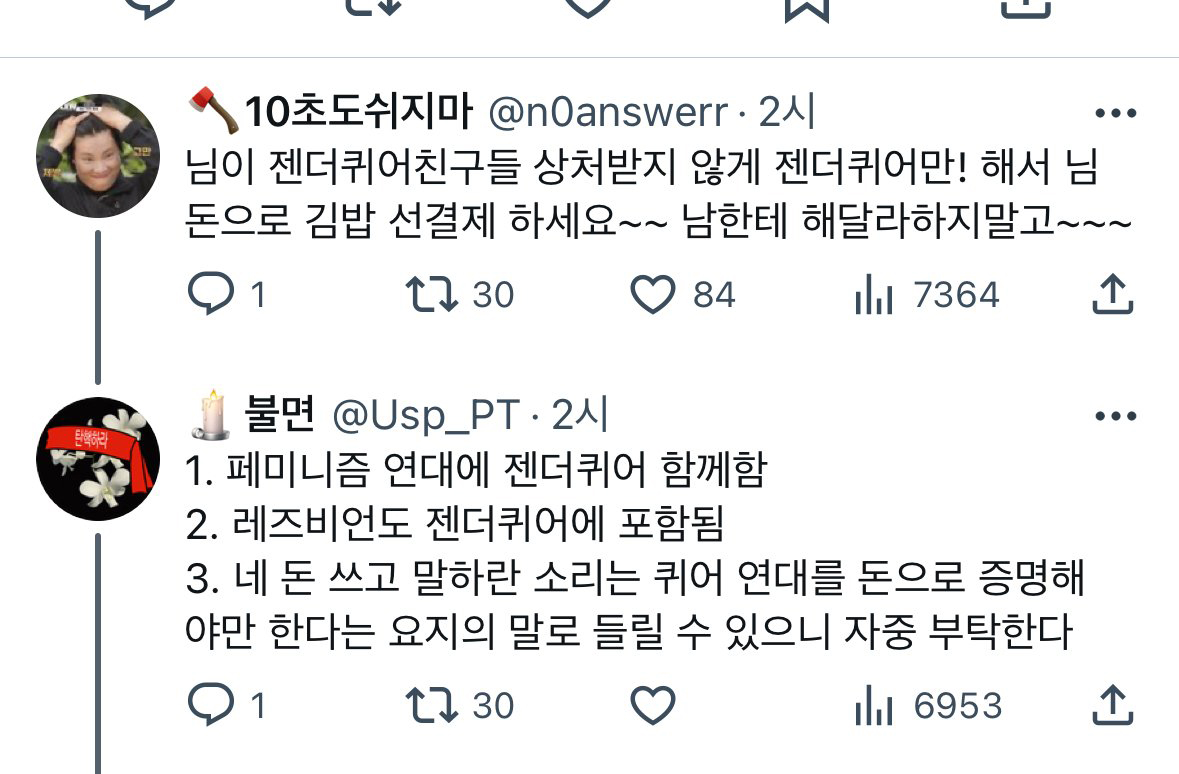 10초도쉬지마 @n0answerr · 2시
님이 젠더퀴어친구들 상처받지 않게 젠더퀴어만! 해서 님
돈으로 김밥 선결제 하세요~~ 남한테 해달라하지말고~~~
1 30 84 7364
불면 @Usp_PT · 2시
탄핵하라
1. 페미니즘 연대에 젠더퀴어 함께함
2. 레즈비언도 젠더퀴어에 포함됨
3. 네 돈 쓰고 말하란 소리는 퀴어 연대를 돈으로 증명해
야만 한다는 요지의 말로 들릴 수 있으니 자중 부탁한다
1 30 6953